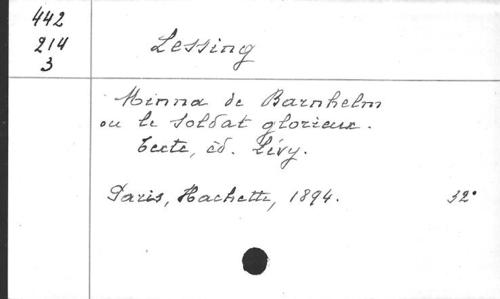 442
214
3
Lessing
Minna de Barnhelm
ou le soldat glorieux.
Texte, éd. Lévy.
Paris, Hachette, 1894. 32°